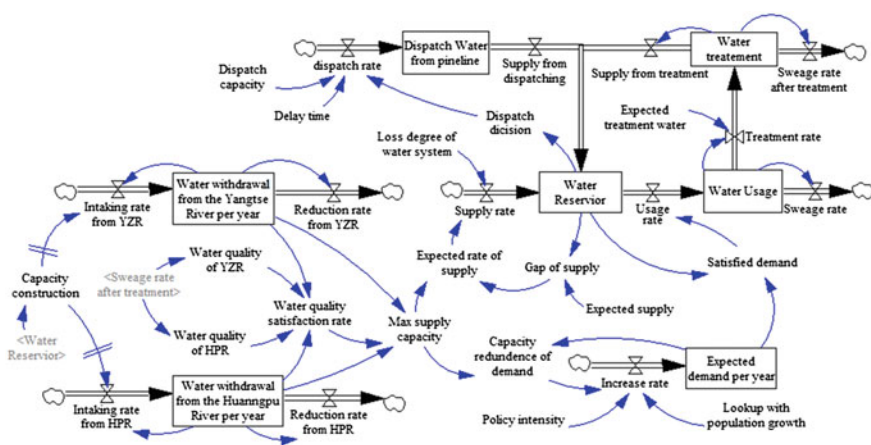 Dispatch Water
from pineline
dispatch rate
Supply from
dispatching
Supply from treatment
Water
treatement
Sweage rate
after treatment
Dispatch
capacity
Delay time
Dispatch
dicision
Expected
treatment water
Treatment rate
Loss degree of
water system
Intaking rate
from YZR
Water withdrawal
from the Yangtse
River per year
Reduction rate
from YZR
Supply rate
Water
Reservior
Usage
rate
Water Usage
Sweage rate
Capacity
construction
<Sweage rate
after treatment>
Water quality
of YZR
Expected rate of
supply
Gap of supply
Satisfied demand
<Water
Reservior>
Water quality
of HPR
Water quality
satisfaction rate
Max supply
capacity
Expected supply
Capacity
redundence of
demand
Increase rate
Expected
demand per year
Intaking rate
from HPR
Water withdrawal
from the Huanngpu
River per year
Reduction rate
from HPR
Policy intensity
Lookup with
population growth